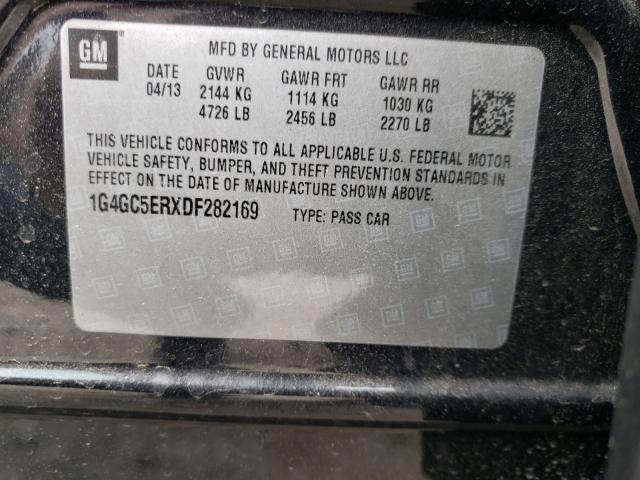 GM
MFD BY GENERAL MOTORS LLC
DATE GVWR GAWR FRT GAWR RR
04/13 2144 KG 1114 KG 1030 KG
4726 LB 2456 LB 2270 LB
THIS VEHICLE CONFORMS TO ALL APPLICABLE U.S. FEDERAL MOTOR
VEHICLE SAFETY, BUMPER, AND THEFT PREVENTION STANDARDS IN
EFFECT ON THE DATE OF MANUFACTURE SHOWN ABOVE.
1G4GC5ERXDF282169 TYPE: PASS CAR